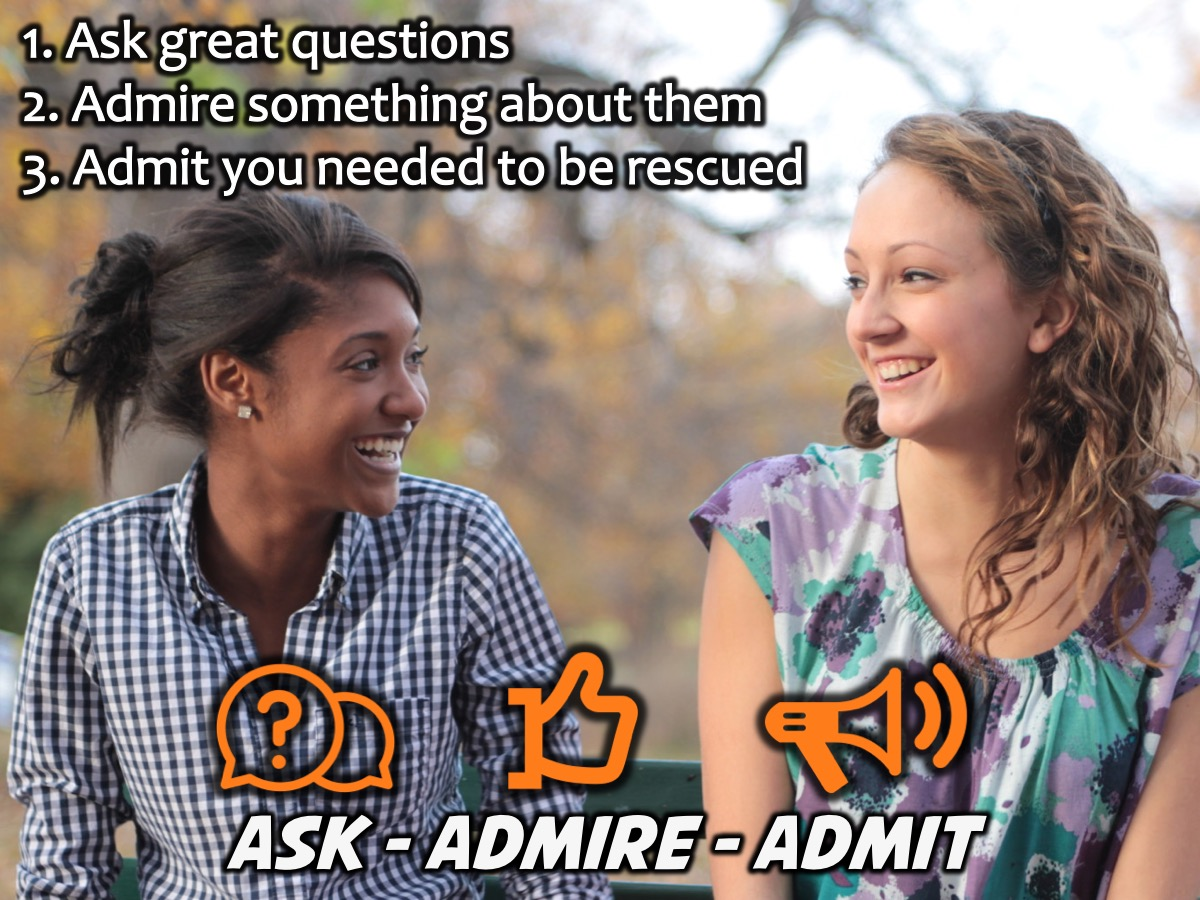 1. Ask great questions
2. Admire something about them
3. Admit you needed to be rescued
?
ASK - ADMIRE - ADMIT